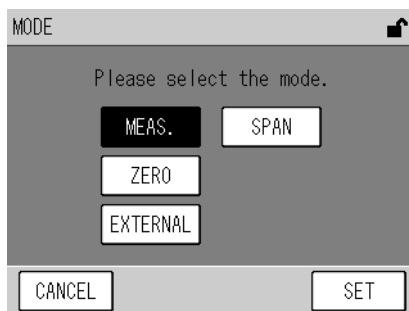 MODE
Please select the mode.
MEAS. SPAN
ZERO
EXTERNAL
CANCEL SET